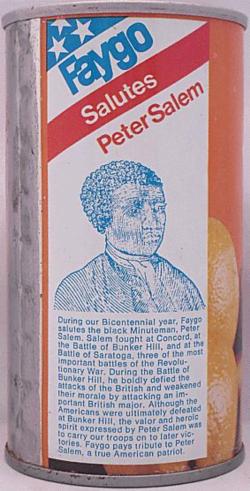 Faygo
Salutes
Peter Salem
During our Bicentennial year, Faygo
salutes the black Minuteman, Peter
Salem. Salem fought at Concord, at
the Battle of Bunker Hill, and at the
Battle of Saratoga, three of the most
important battles of the Revolu-
tionary War. During the Battle of
Bunker Hill, he boldly defied the
attacks of the British and weakened
their morale by attacking an im-
portant British major. Although the
Americans were ultimately defeated
at Bunker Hill, the valor and heroic
spirit expressed by Peter Salem was
to carry our troops on to later vic-
tories. Faygo pays tribute to Peter
Salem, a true American patriot.